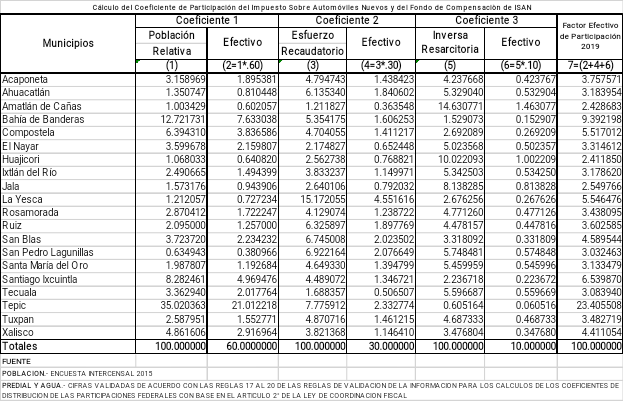 Cálculo del Coeficiente de Participación del Impuesto Sobre Automóviles Nuevos y del Fondo de Compensación de ISAN
Municipios Coeficiente 1 Coeficiente 2 Coeficiente 3 Factor Efectivo de Participación 2019
Población Relativa Efectivo Esfuerzo Recaudatorio Efectivo Inversa Resarcitoria Efectivo
(1) (2=1*.60) (3) (4=3*.30) (5) (6=5*.10) 7=(2+4+6)
Acaponeta 3.158969 1.895381 4.794743 1.438423 4.237668 0.423767 3.757571
Ahuacatlán 1.350747 0.810448 6.135340 1.840602 5.329040 0.532904 3.183954
Amatlán de Cañas 1.003429 0.602057 1.211827 0.363548 14.630771 1.463077 2.428683
Bahía de Banderas 12.721731 7.633038 5.354175 1.606253 1.529073 0.152907 9.392198
Compostela 6.394310 3.836586 4.704055 1.411217 2.692089 0.269209 5.517012
El Nayar 3.599678 2.159807 2.174827 0.652448 5.023568 0.502357 3.314612
Huajicori 1.068033 0.640820 2.562738 0.768821 10.022093 1.002209 2.411850
Ixtlán del Río 2.490665 1.494399 3.833237 1.149971 5.342503 0.534250 3.178620
Jala 1.573176 0.943906 2.640106 0.792032 8.138285 0.813828 2.549766
La Yesca 1.212057 0.727234 15.172055 4.551616 2.676256 0.267626 5.546476
Rosamorada 2.870412 1.722247 4.129074 1.238722 4.771260 0.477126 3.438095
Ruiz 2.095000 1.257000 6.325897 1.897769 4.478157 0.447816 3.602585
San Blas 3.723720 2.234232 6.745008 2.023502 3.318092 0.331809 4.589544
San Pedro Lagunillas 0.634943 0.380966 6.922164 2.076649 5.748481 0.574848 3.032463
Santa María del Oro 1.987807 1.192684 4.649333 1.394799 5.459959 0.545996 3.133479
Santiago Ixcuintla 8.282461 4.969476 4.489072 1.346721 2.236718 0.223672 6.539870
Tecuala 3.362940 2.017764 1.688357 0.506507 5.596687 0.559669 3.083940
Tepic 35.020363 21.012218 7.775912 2.332774 0.605164 0.060516 23.405508
Tuxpan 2.587951 1.552771 4.870716 1.461215 4.687333 0.468733 3.482719
Xalisco 4.861606 2.916964 3.821368 1.146410 3.476804 0.347680 4.411054
Totales 100.000000 60.0000000 100.000000 30.000000 100.000000 10.000000 100.000000
FUENTE
POBLACION.- ENCUESTA INTERCENSAL 2015
PREDIAL Y AGUA.- CIFRAS VALIDADAS DE ACUERDO CON LAS REGLAS 17 AL 20 DE LAS REGLAS DE VALIDACION DE LA INFORMACION PARA LOS CALCULOS DE LOS COEFICIENTES DE
DISTRIBUCION DE LAS PARTICIPACIONES FEDERALES CON BASE EN EL ARTICULO 2° DE LA LEY DE COORDINACION FISCAL